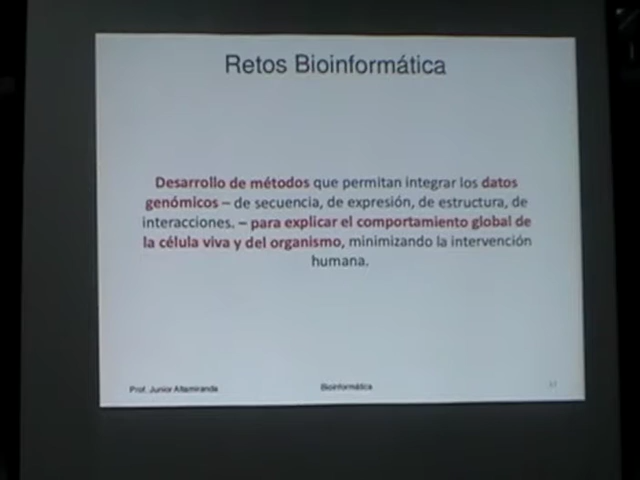 Retos Bioinformática
Desarrollo de métodos que permitan integrar los datos
genómicos – de secuencia, de expresión, de estructura, de
interacciones. – para explicar el comportamiento global de
la célula viva y del organismo, minimizando la intervención
humana.
Prof. Junior Altamiranda
Bioinformática